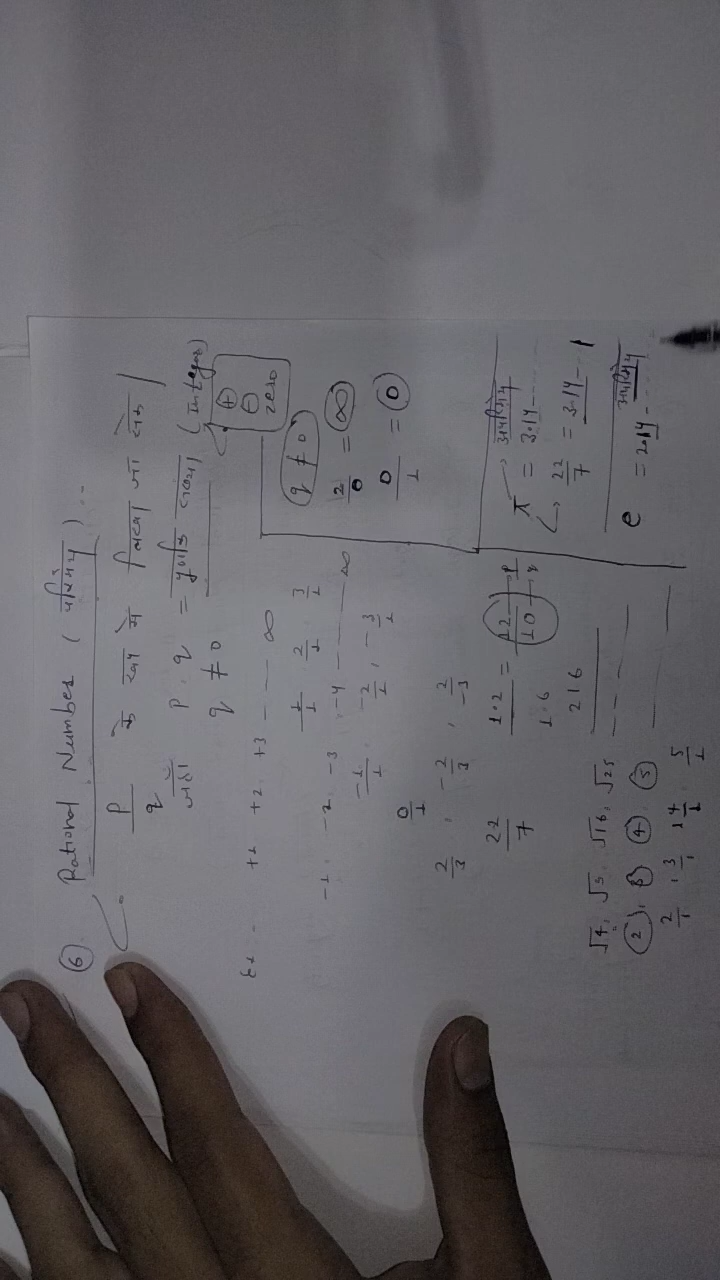 ⑥. Rational Number ( परिमेय ) :-
p/q के रूप में लिखा जा सके।
जहाँ p, q = पूर्णांक संख्या (Integer)
q ≠ 0
⊕
⊖
zero
Ex - +1 +2 +3 - - - ∞
1/1 2/1 3/1
-1, -2, -3, -4 - - - ∞
-1/1, -2/1, -3/1
0/1
2/3, -2/3, 2/-3
22/7 1.2 = 12/10
1.6
216
√4, √16, √25
②, ④, ⑤
2/1, 3/1, 4/1, 5/1
q ≠ 0
2/0 = ∞
0/1 = 0
π → अपरिमेय
= 3.14 - - - -
22/7 = 3.14 - - -
अपरिमेय
e = 2.14 - - - -